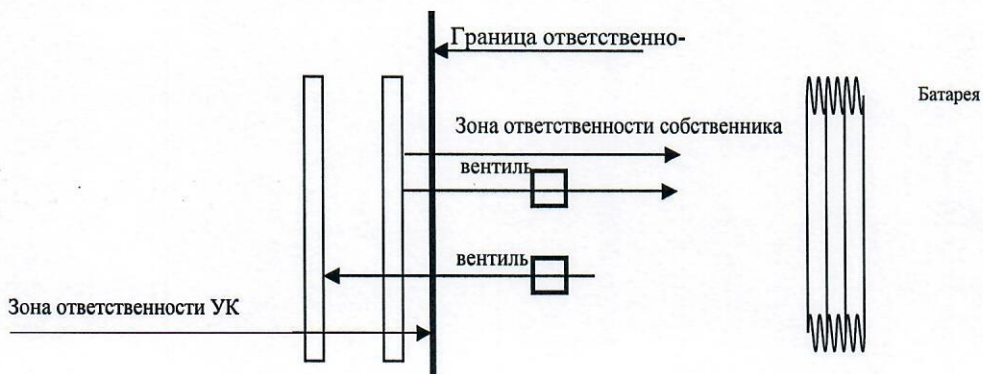 Граница ответственно-
Батарея
Зона ответственности собственника
вентиль
вентиль
Зона ответственности УК